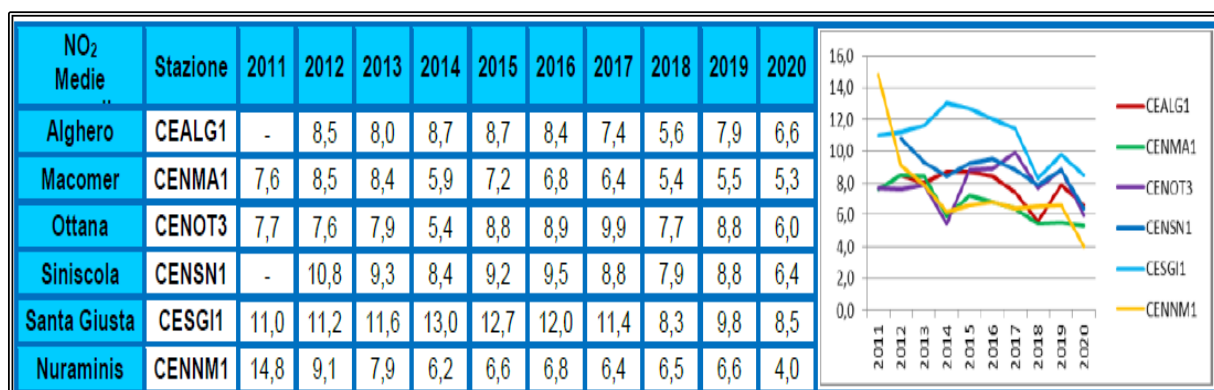 NO₂
Medie
Stazione 2011 2012 2013 2014 2015 2016 2017 2018 2019 2020
Alghero CEALG1 - 8,5 8,0 8,7 8,7 8,4 7,4 5,6 7,9 6,6
Macomer CENMA1 7,6 8,5 8,4 5,9 7,2 6,8 6,4 5,4 5,5 5,3
Ottana CENOT3 7,7 7,6 7,9 5,4 8,8 8,9 9,9 7,7 8,8 6,0
Siniscola CENSN1 - 10,8 9,3 8,4 9,2 9,5 8,8 7,9 8,8 6,4
Santa Giusta CESGI1 11,0 11,2 11,6 13,0 12,7 12,0 11,4 8,3 9,8 8,5
Nuraminis CENNM1 14,8 9,1 7,9 6,2 6,6 6,8 6,4 6,5 6,6 4,0
16,0
14,0
12,0
10,0
8,0
6,0
4,0
2,0
0,0
2011 2012 2013 2014 2015 2016 2017 2018 2019 2020
CEALG1
CENMA1
CENOT3
CENSN1
CESGI1
CENNM1